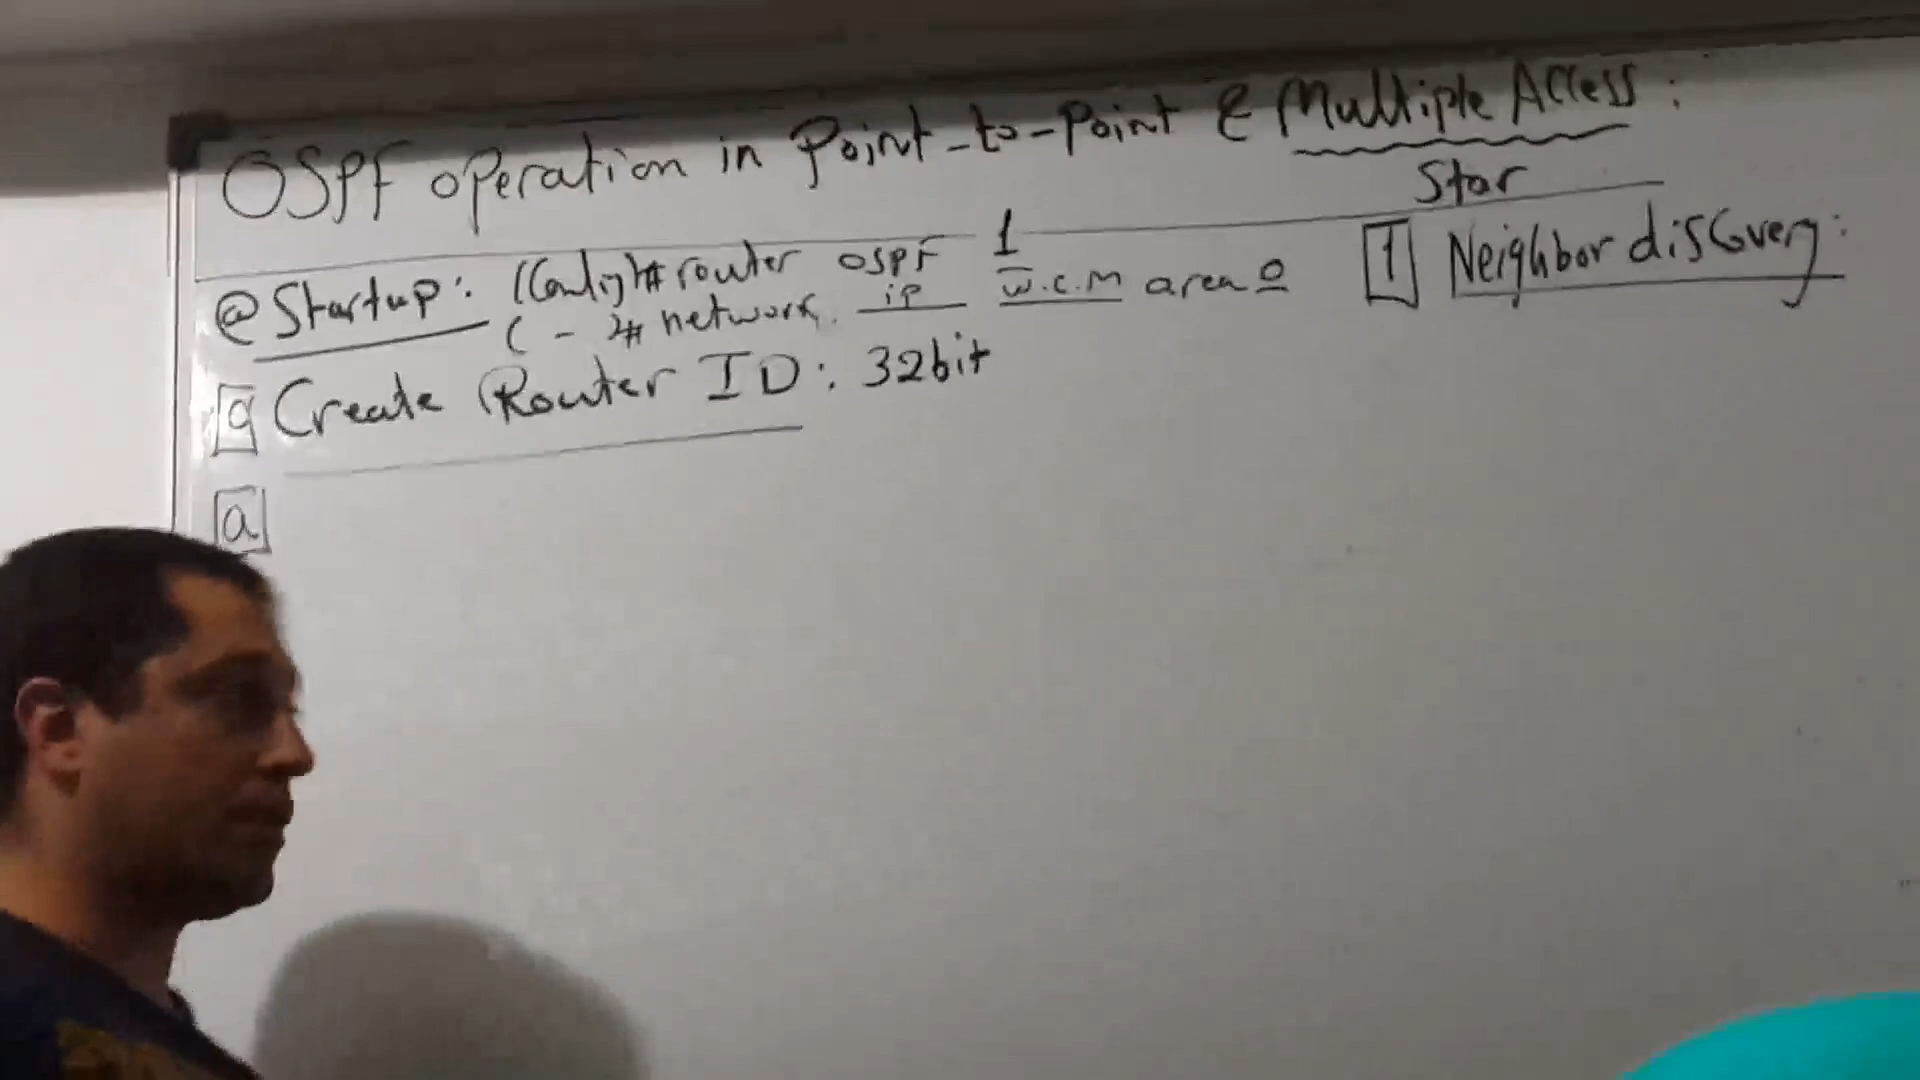 OSPF operation in Point-to-Point & Multiple Access :
Star
@ Startup : (Config)# router OSPF 1
( - )# network ip w.c.M area 0
Create Router ID : 32bit
a
1 Neighbor discovery :